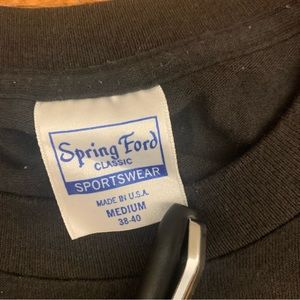 Spring Ford
CLASSIC
SPORTSWEAR
MADE IN U.S.A.
MEDIUM
38-40